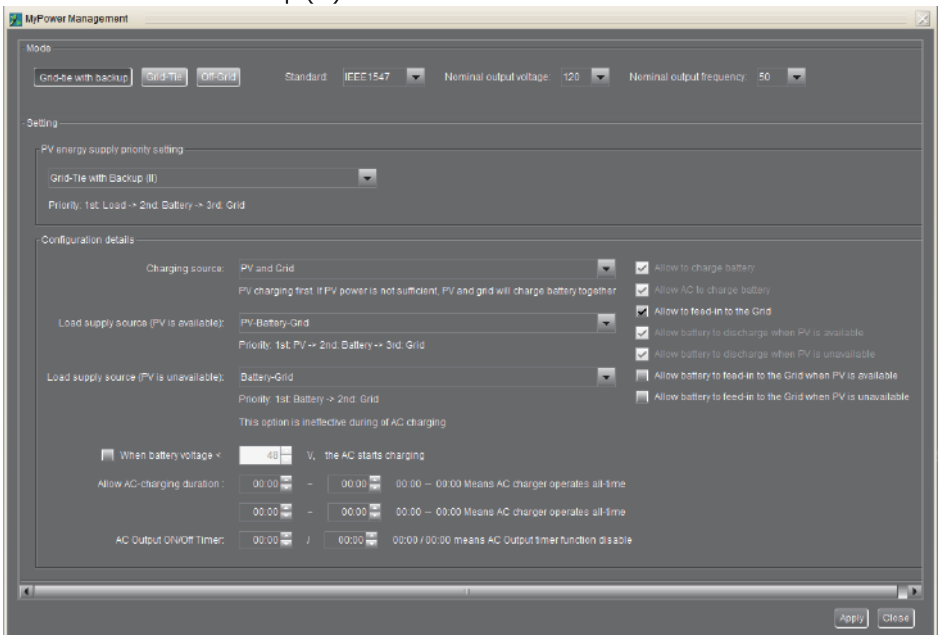 MyPower Management
Mode
Grid-tie with backup Grid-Tie Off-Grid Standard: IEEE1547 Nominal output voltage: 120 Nominal output frequency: 50
Setting
PV energy supply priority setting
Grid-Tie with Backup (II)
Priority: 1st: Load -> 2nd: Battery -> 3rd: Grid
Configuration details
Charging source: PV and Grid
PV charging first. If PV power is not sufficient, PV and grid will charge battery together
Load supply source (PV is available): PV-Battery-Grid
Priority: 1st: PV -> 2nd: Battery -> 3rd: Grid
Load supply source (PV is unavailable): Battery-Grid
Priority: 1st: Battery -> 2nd: Grid
This option is ineffective during of AC charging
Allow to charge battery
Allow AC to charge battery
Allow to feed-in to the Grid
Allow battery to discharge when PV is available
Allow battery to discharge when PV is unavailable
Allow battery to feed-in to the Grid when PV is available
Allow battery to feed-in to the Grid when PV is unavailable
When battery voltage < 48 V, the AC starts charging
Allow AC-charging duration : 00:00 – 00:00 00:00 – 00:00 Means AC charger operates all-time
00:00 – 00:00 00:00 – 00:00 Means AC charger operates all-time
AC Output ON/Off Timer: 00:00 / 00:00 00:00 / 00:00 means AC Output timer function disable
Apply Close